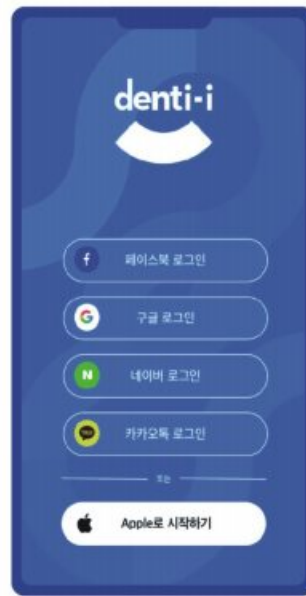 denti-i
페이스북 로그인
구글 로그인
네이버 로그인
카카오톡 로그인
또는
Apple로 시작하기